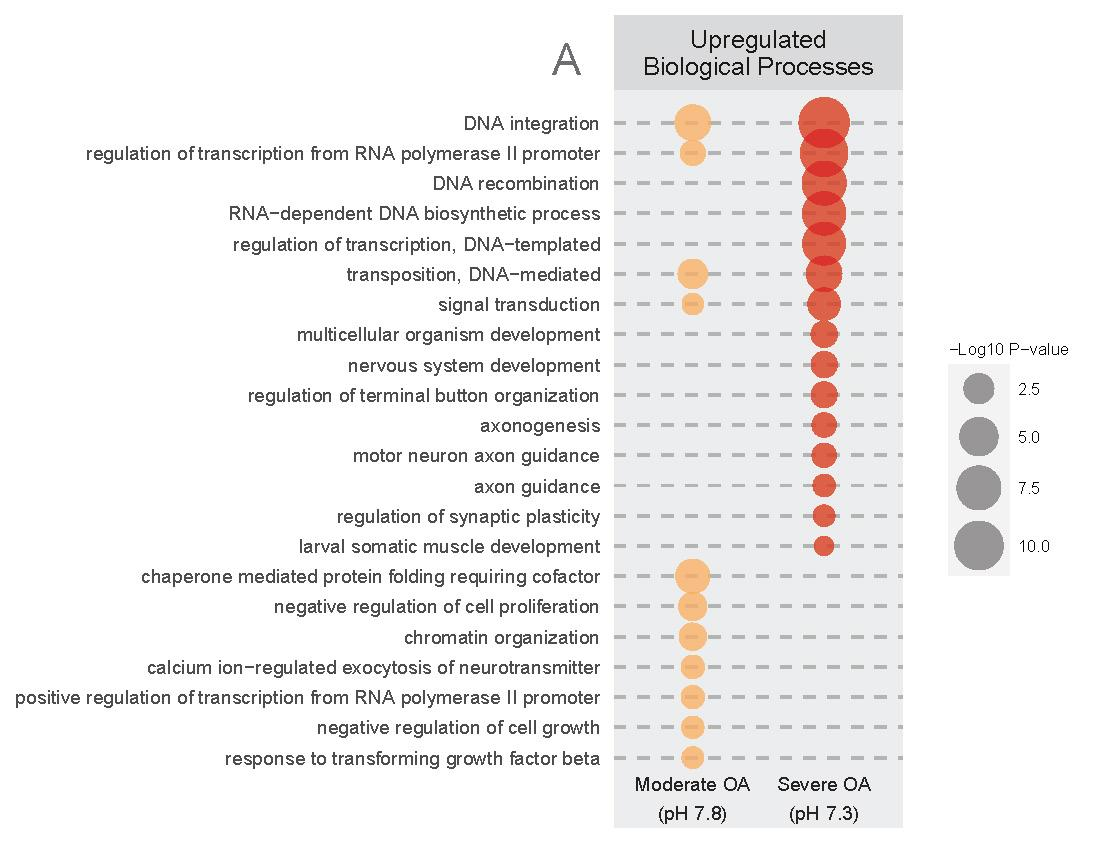 A
Upregulated
Biological Processes
DNA integration
regulation of transcription from RNA polymerase II promoter
DNA recombination
RNA−dependent DNA biosynthetic process
regulation of transcription, DNA−templated
transposition, DNA−mediated
signal transduction
multicellular organism development
nervous system development
regulation of terminal button organization
axonogenesis
motor neuron axon guidance
axon guidance
regulation of synaptic plasticity
larval somatic muscle development
chaperone mediated protein folding requiring cofactor
negative regulation of cell proliferation
chromatin organization
calcium ion−regulated exocytosis of neurotransmitter
positive regulation of transcription from RNA polymerase II promoter
negative regulation of cell growth
response to transforming growth factor beta
Moderate OA
(pH 7.8)
Severe OA
(pH 7.3)
−Log10 P−value
2.5
5.0
7.5
10.0